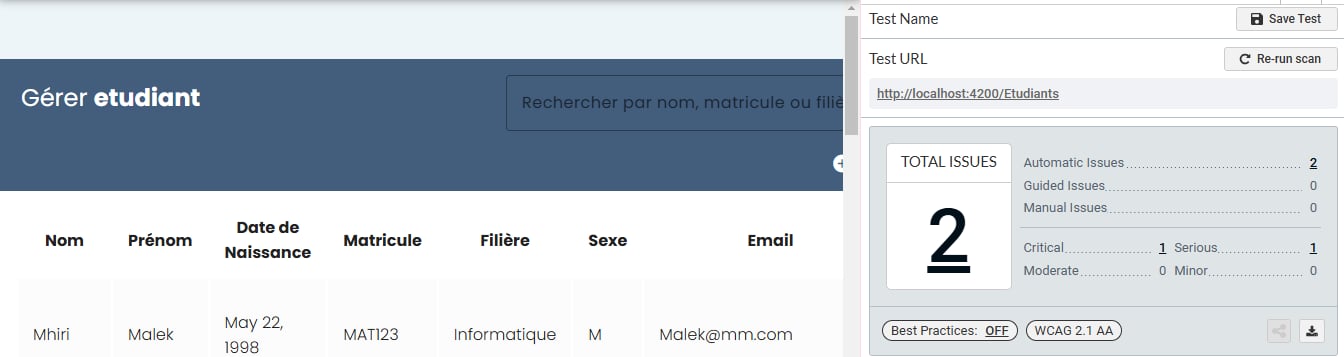 Gérer etudiant
Rechercher par nom, matricule ou filiè
Nom Prénom Date de Naissance Matricule Filière Sexe Email
Mhiri Malek May 22, 1998 MAT123 Informatique M Malek@mm.com
Test Name
Save Test
Test URL
Re-run scan
http://localhost:4200/Etudiants
TOTAL ISSUES
2
Automatic Issues 2
Guided Issues 0
Manual Issues 0
Critical 1 Serious 1
Moderate 0 Minor 0
Best Practices: OFF
WCAG 2.1 AA